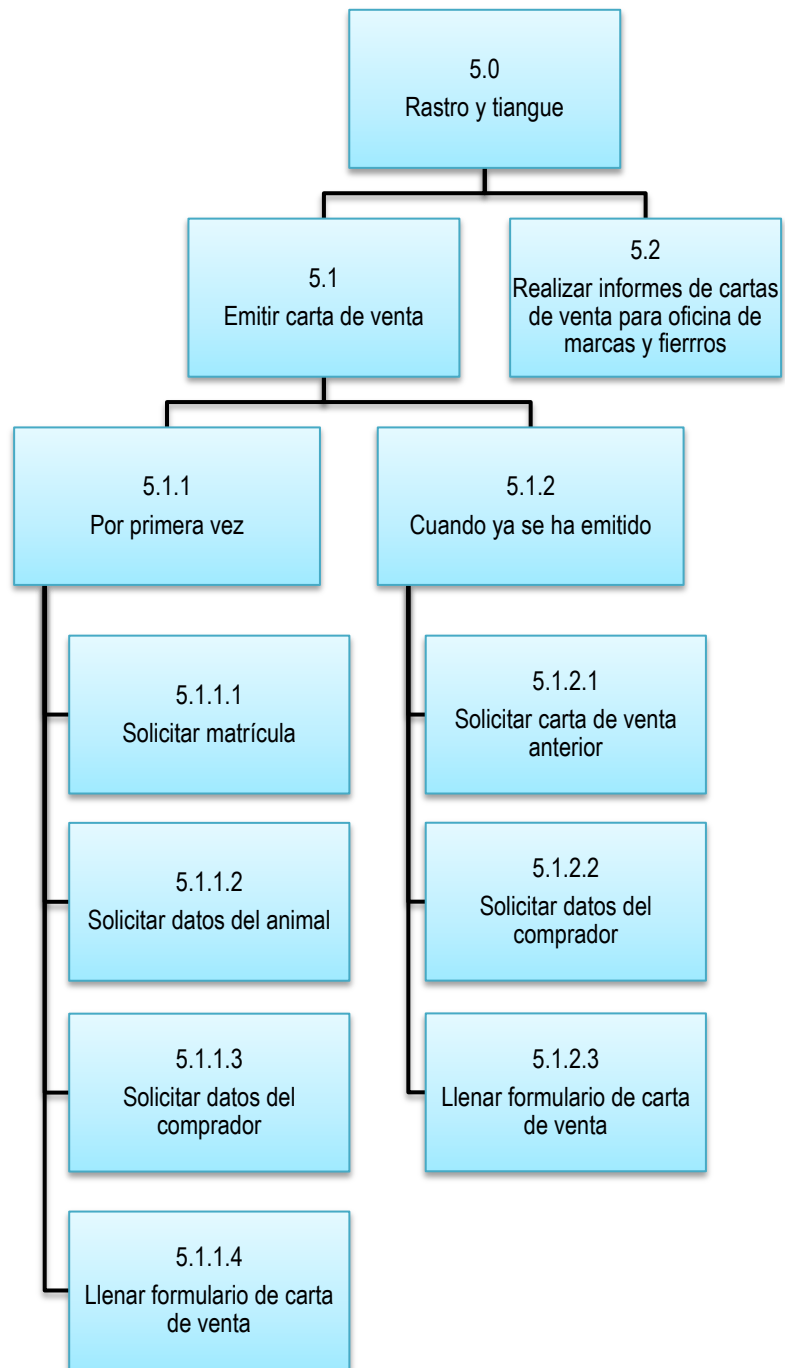 5.0
Rastro y tiangue
5.1
Emitir carta de venta
5.2
Realizar informes de cartas
de venta para oficina de
marcas y fierrros
5.1.1
Por primera vez
5.1.2
Cuando ya se ha emitido
5.1.1.1
Solicitar matrícula
5.1.1.2
Solicitar datos del animal
5.1.1.3
Solicitar datos del
comprador
5.1.1.4
Llenar formulario de carta
de venta
5.1.2.1
Solicitar carta de venta
anterior
5.1.2.2
Solicitar datos del
comprador
5.1.2.3
Llenar formulario de carta
de venta